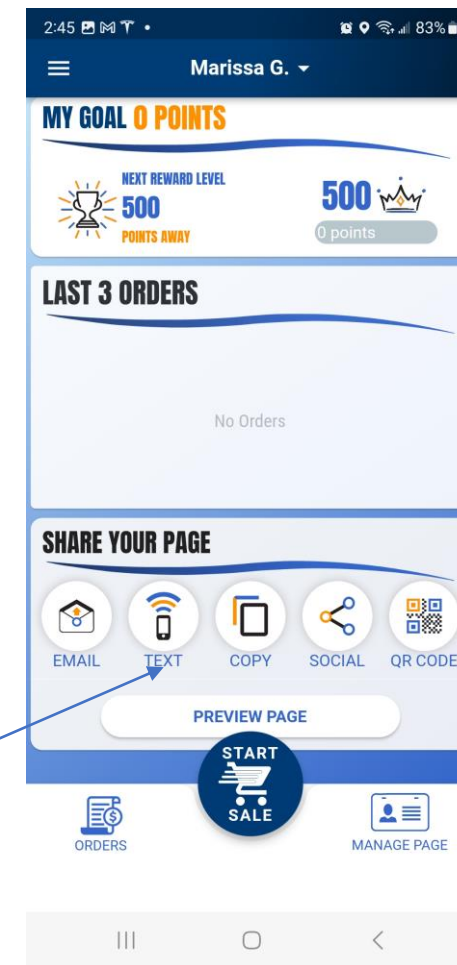 2:45
83%
Marissa G.
MY GOAL 0 POINTS
NEXT REWARD LEVEL
500
POINTS AWAY
500
0 points
LAST 3 ORDERS
No Orders
SHARE YOUR PAGE
EMAIL TEXT COPY SOCIAL QR CODE
PREVIEW PAGE
START
SALE
ORDERS
MANAGE PAGE